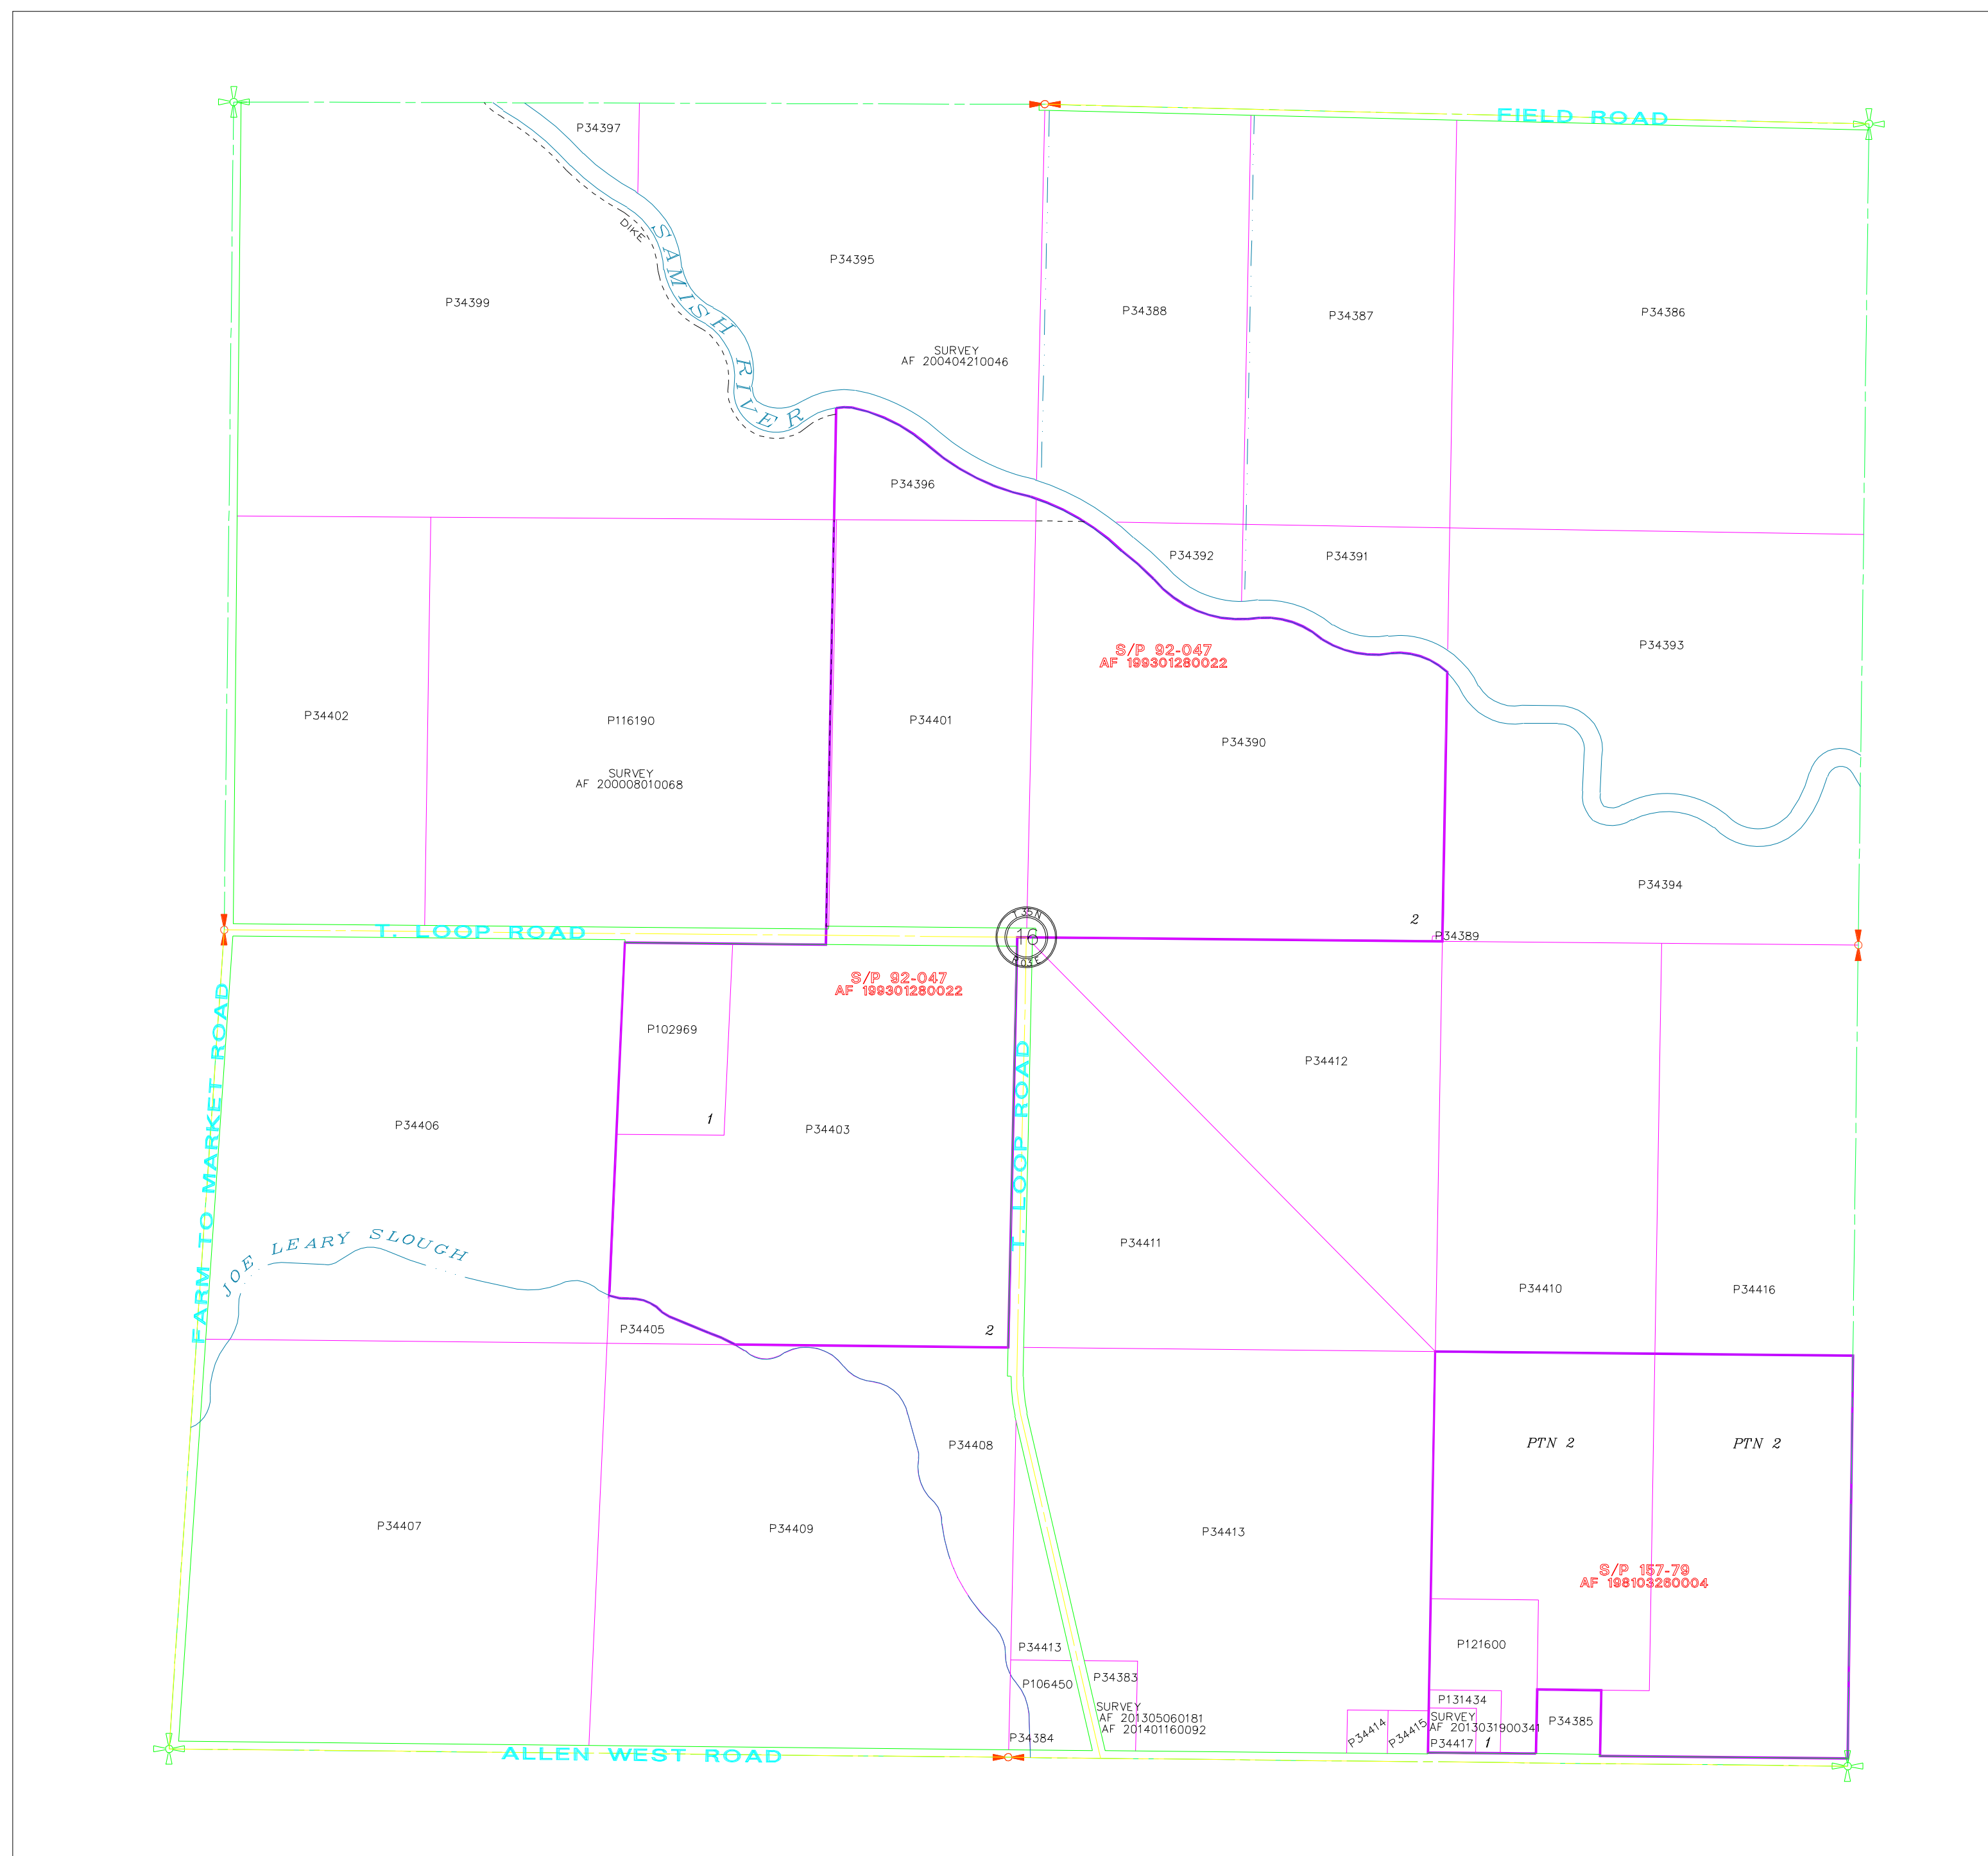 FIELD ROAD
P34397
DIKE
SAMISH RIVER
P34395
P34399
P34388
P34387
P34386
SURVEY
AF 200404210046
P34396
P34392
P34391
P34393
S/P 92-047
AF 199301280022
P34402
P116190
P34401
P34390
SURVEY
AF 200008010068
P34394
2
T35N
16
R03E
P34389
T. LOOP ROAD
S/P 92-047
AF 199301280022
P102969
1
P34403
P34406
P34412
T. LOOP ROAD
FARM TO MARKET ROAD
JOE LEARY SLOUGH
P34411
P34410
P34416
P34405
2
P34408
PTN 2
PTN 2
P34407
P34409
P34413
S/P 157-79
AF 198103260004
P34413
P121600
P106450
P34383
SURVEY
AF 201305060181
AF 201401160092
P34384
P34414
P34415
P131434
SURVEY
AF 2013031900341
P34417
1
P34385
ALLEN WEST ROAD